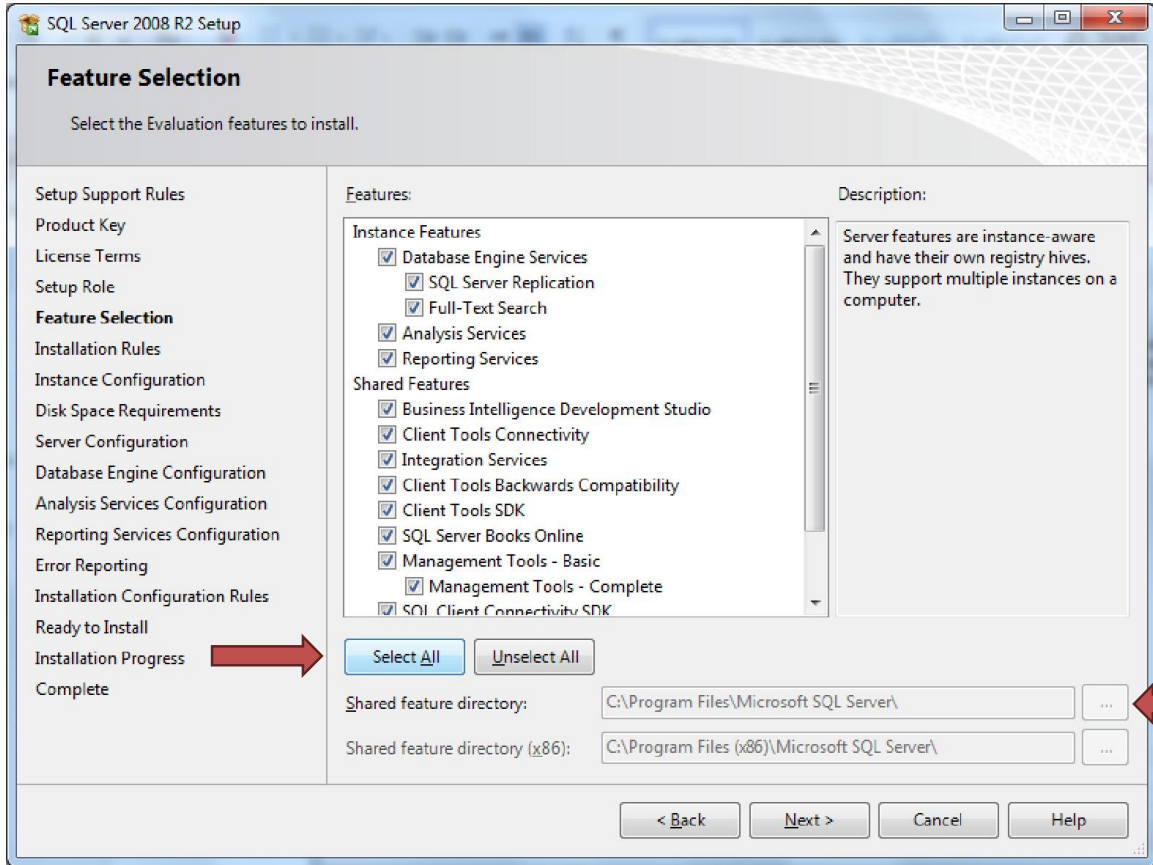 SQL Server 2008 R2 Setup
Feature Selection
Select the Evaluation features to install.
Setup Support Rules
Product Key
License Terms
Setup Role
Feature Selection
Installation Rules
Instance Configuration
Disk Space Requirements
Server Configuration
Database Engine Configuration
Analysis Services Configuration
Reporting Services Configuration
Error Reporting
Installation Configuration Rules
Ready to Install
Installation Progress
Complete
Features:
Instance Features
Database Engine Services
SQL Server Replication
Full-Text Search
Analysis Services
Reporting Services
Shared Features
Business Intelligence Development Studio
Client Tools Connectivity
Integration Services
Client Tools Backwards Compatibility
Client Tools SDK
SQL Server Books Online
Management Tools - Basic
Management Tools - Complete
SQL Client Connectivity SDK
Description:
Server features are instance-aware
and have their own registry hives.
They support multiple instances on a
computer.
Select All
Unselect All
Shared feature directory:
C:\Program Files\Microsoft SQL Server\
...
Shared feature directory (x86):
C:\Program Files (x86)\Microsoft SQL Server\
...
< Back
Next >
Cancel
Help